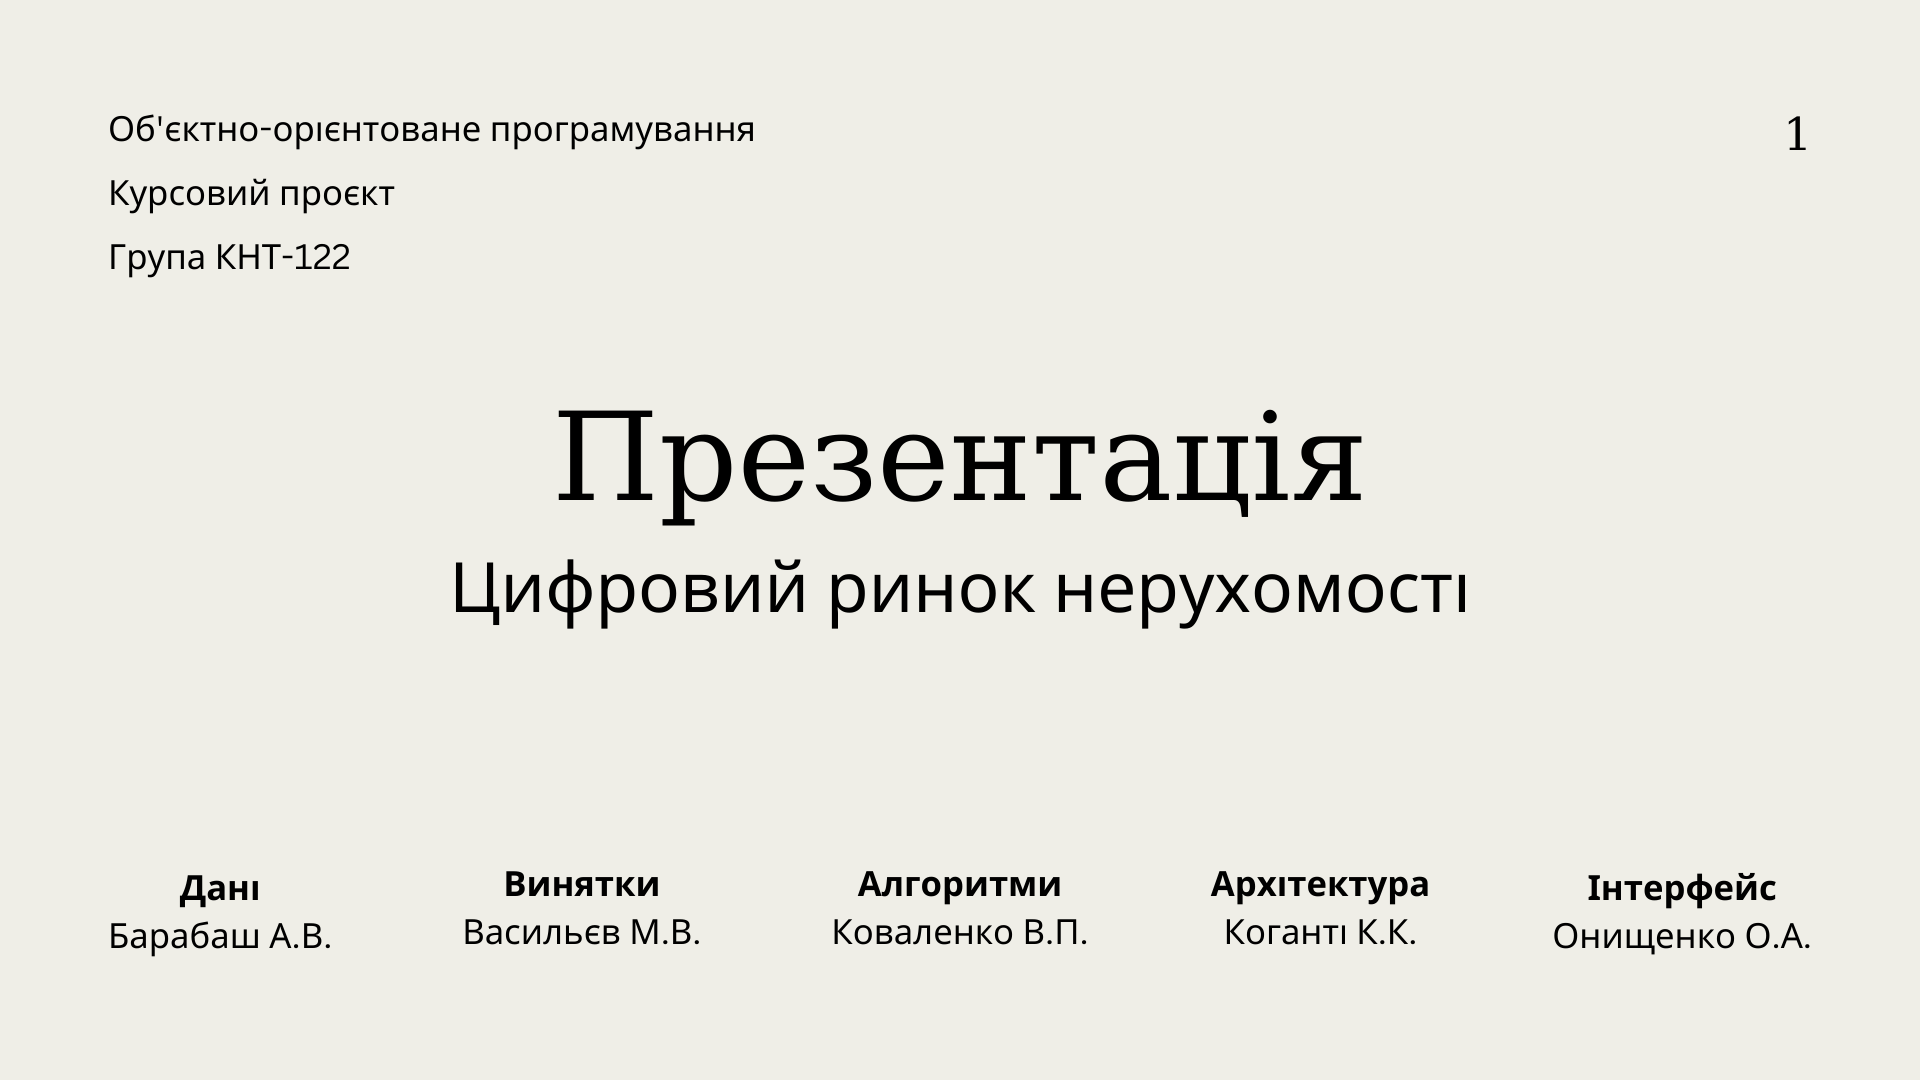 Об'єктно-орієнтоване програмування
1
Курсовий проєкт
Група КНТ-122
Презентація
Цифровий ринок нерухомості
Дані
Барабаш А.В.
Винятки
Васильєв М.В.
Алгоритми
Коваленко В.П.
Архітектура
Коганті К.К.
Інтерфейс
Онищенко О.А.